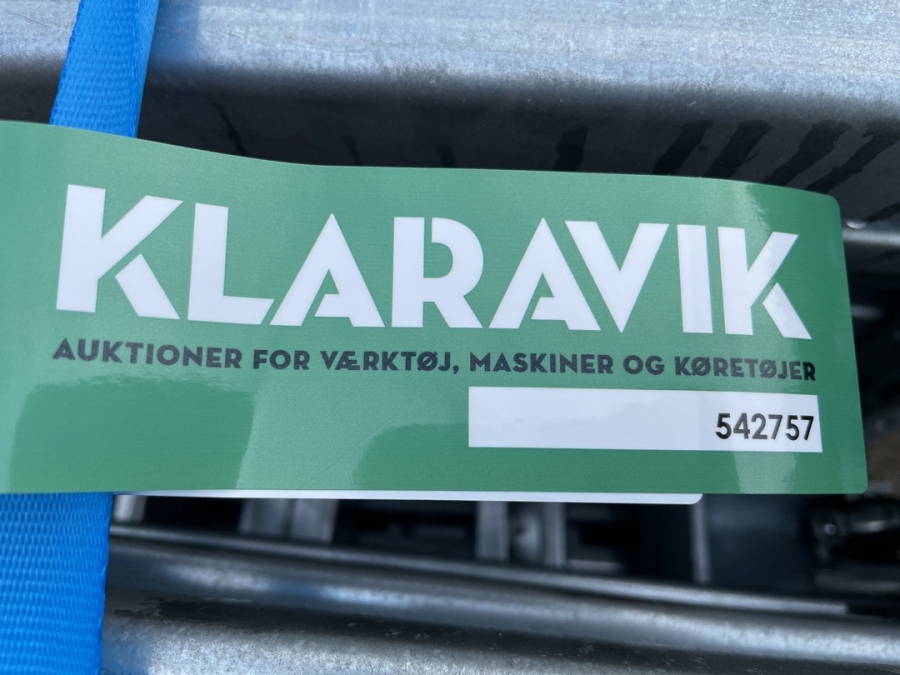 KLARAVIK
AUKTIONER FOR VÆRKTØJ, MASKINER OG KØRETØJER
542757